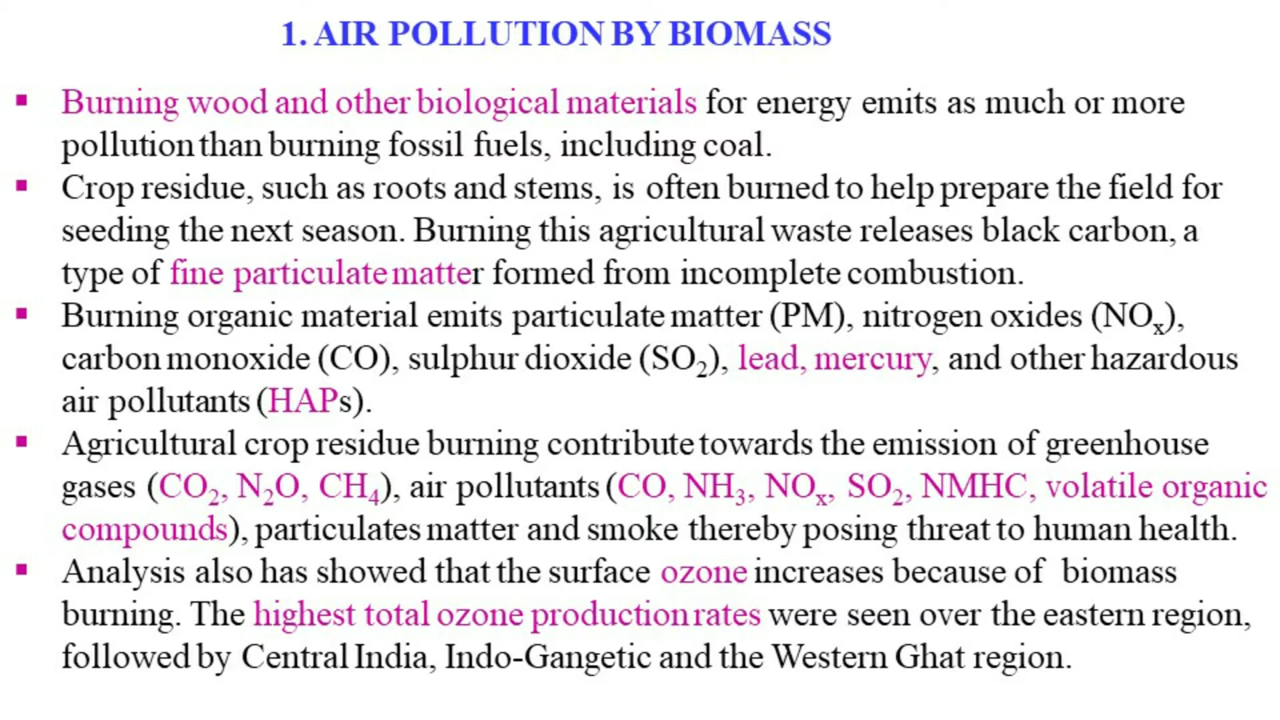 1. AIR POLLUTION BY BIOMASS
▪ Burning wood and other biological materials for energy emits as much or more
pollution than burning fossil fuels, including coal.
▪ Crop residue, such as roots and stems, is often burned to help prepare the field for
seeding the next season. Burning this agricultural waste releases black carbon, a
type of fine particulate matter formed from incomplete combustion.
▪ Burning organic material emits particulate matter (PM), nitrogen oxides (NOₓ),
carbon monoxide (CO), sulphur dioxide (SO₂), lead, mercury, and other hazardous
air pollutants (HAPs).
▪ Agricultural crop residue burning contribute towards the emission of greenhouse
gases (CO₂, N₂O, CH₄), air pollutants (CO, NH₃, NOₓ, SO₂, NMHC, volatile organic
compounds), particulates matter and smoke thereby posing threat to human health.
▪ Analysis also has showed that the surface ozone increases because of biomass
burning. The highest total ozone production rates were seen over the eastern region,
followed by Central India, Indo-Gangetic and the Western Ghat region.